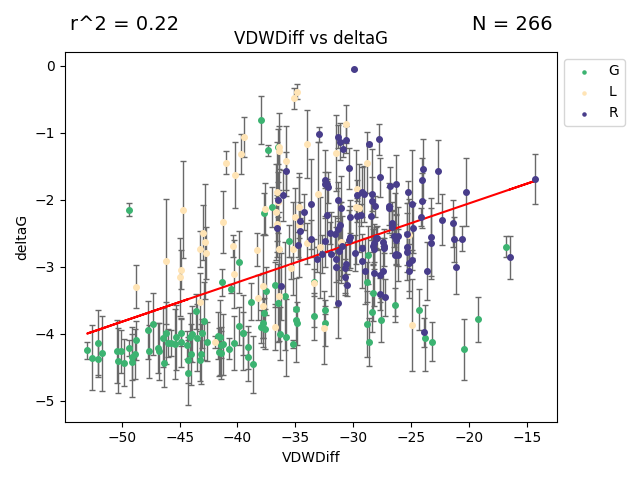 r^2 = 0.22
N = 266
VDWDiff vs deltaG
G
L
R
deltaG
0
−1
−2
−3
−4
−5
−50
−45
−40
−35
−30
−25
−20
−15
VDWDiff